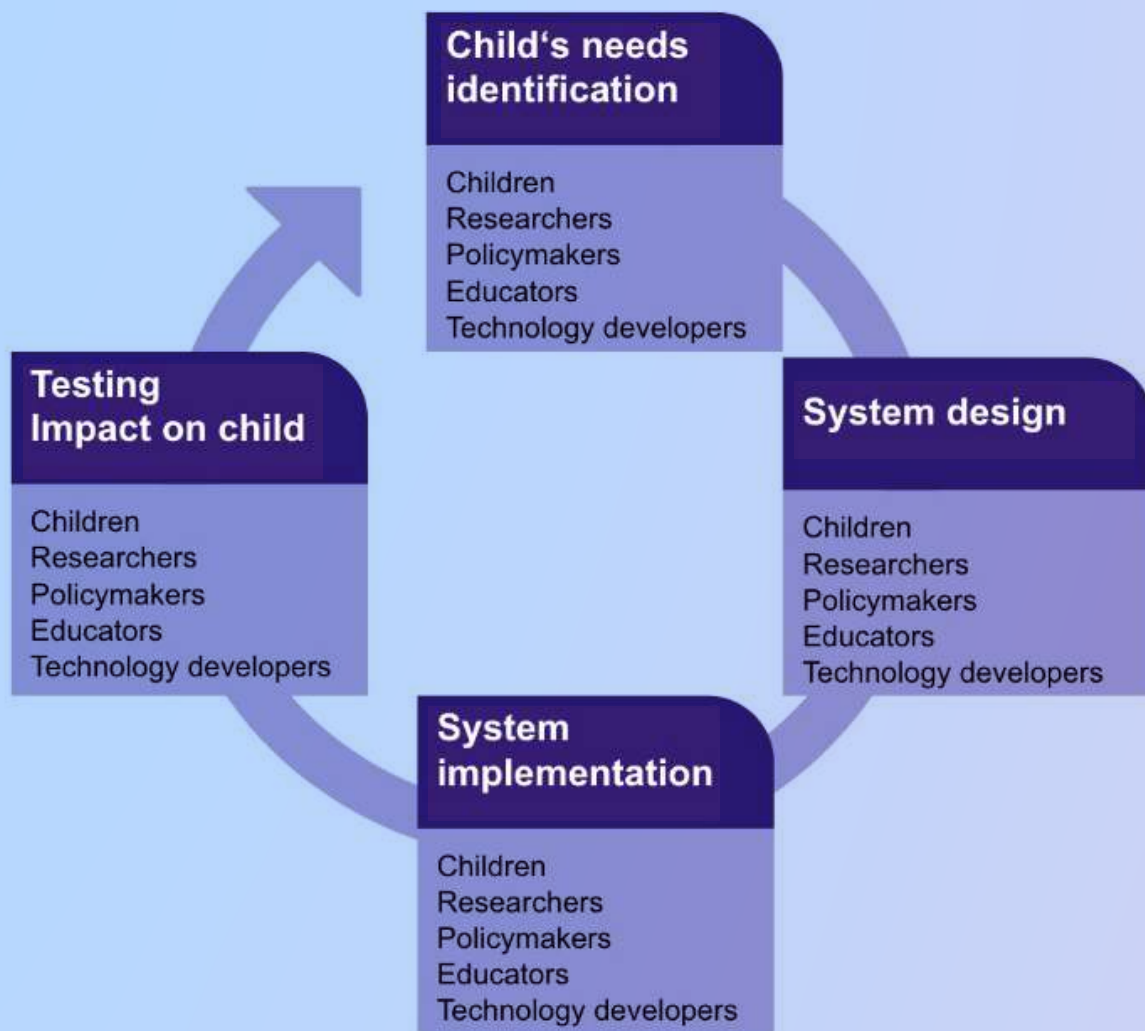 Child‘s needs
identification
Children
Researchers
Policymakers
Educators
Technology developers
System design
Children
Researchers
Policymakers
Educators
Technology developers
System
implementation
Children
Researchers
Policymakers
Educators
Technology developers
Testing
Impact on child
Children
Researchers
Policymakers
Educators
Technology developers